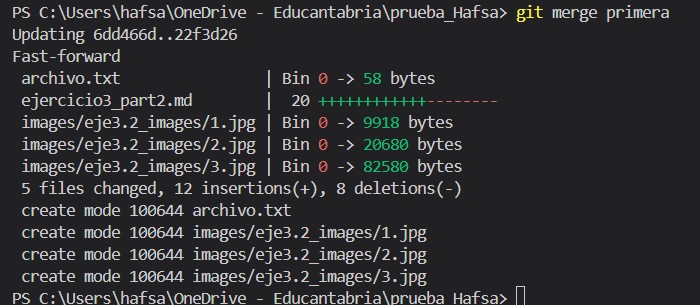 PS C:\Users\hafsa\OneDrive - Educantabria\prueba_Hafsa> git merge primera
Updating 6dd466d..22f3d26
Fast-forward
 archivo.txt                  | Bin 0 -> 58 bytes
 ejercicio3_part2.md          |  20 ++++++++++++--------
 images/eje3.2_images/1.jpg | Bin 0 -> 9918 bytes
 images/eje3.2_images/2.jpg | Bin 0 -> 20680 bytes
 images/eje3.2_images/3.jpg | Bin 0 -> 82580 bytes
 5 files changed, 12 insertions(+), 8 deletions(-)
 create mode 100644 archivo.txt
 create mode 100644 images/eje3.2_images/1.jpg
 create mode 100644 images/eje3.2_images/2.jpg
 create mode 100644 images/eje3.2_images/3.jpg
PS C:\Users\hafsa\OneDrive - Educantabria\prueba_Hafsa>